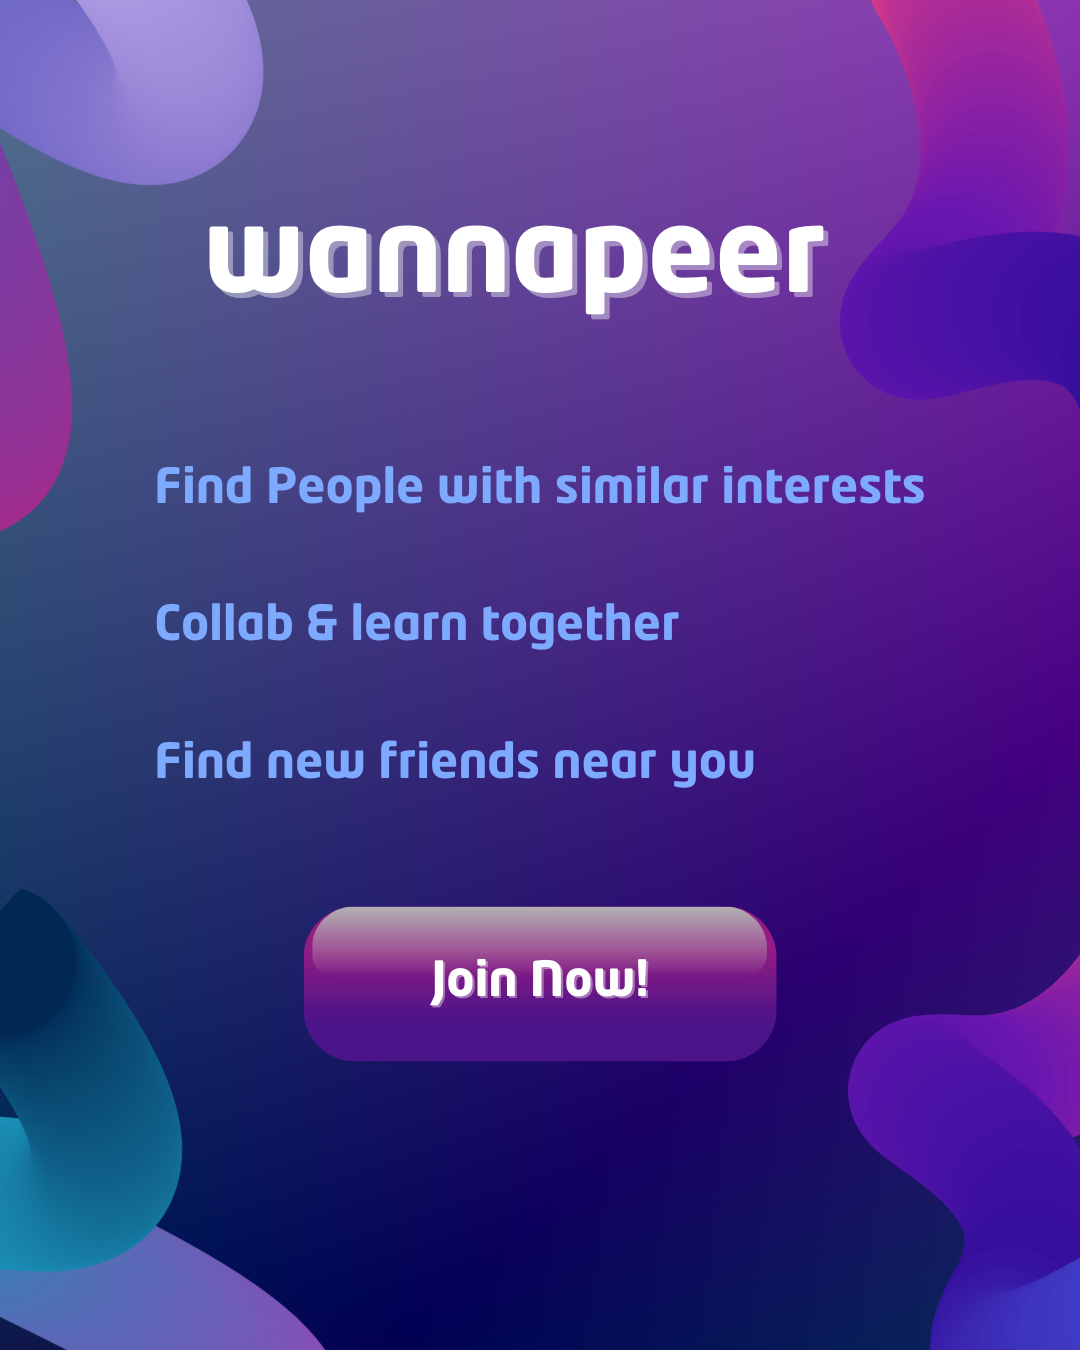 wannapeer
Find People with similar interests
Collab & learn together
Find new friends near you
Join Now!